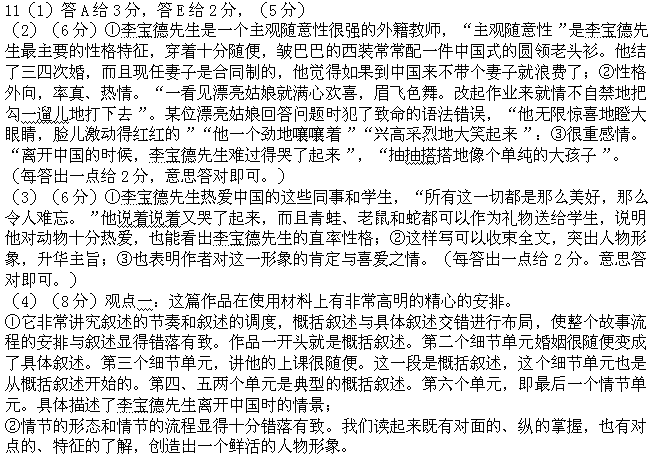 11（1）答A给3分，答E给2分，（5分）
（2）（6分）①李宝德先生是一个主观随意性很强的外籍教师，“主观随意性”是李宝德先
生最主要的性格特征，穿着十分随便，皱巴巴的西装常常配一件中国式的圆领老头衫。他结
了三四次婚，而且现任妻子是合同制的，他觉得如果到中国来不带个妻子就浪费了；②性格
外向，率真、热情。“一看见漂亮姑娘就满心欢喜，眉飞色舞。改起作业来就情不自禁地把
勾一溜儿地打下去”。某位漂亮姑娘回答问题时犯了致命的语法错误，“他无限惊喜地瞪大
眼睛，脸儿激动得红红的”“他一个劲地嚷嚷着”“兴高采烈地大笑起来”：③很重感情。
“离开中国的时候，李宝德先生难过得哭了起来”，“抽抽搭搭地像个单纯的大孩子”。
（每答出一点给2分，意思答对即可。）
（3）（6分）①李宝德先生热爱中国的这些同事和学生，“所有这一切都是那么美好，那么
令人难忘。”他说着说着又哭了起来，而且青蛙、老鼠和蛇都可以作为礼物送给学生，说明
他对动物十分热爱，也能看出李宝德先生的直率性格；②这样写可以收束全文，突出人物形
象，升华主旨；③也表明作者对这一形象的肯定与喜爱之情。（每答出一点给2分。意思答
对即可。）
（4）（8分）观点一：这篇作品在使用材料上有非常高明的精心的安排。
①它非常讲究叙述的节奏和叙述的调度，概括叙述与具体叙述交错进行布局，使整个故事流
程的安排与叙述显得错落有致。作品一开头就是概括叙述。第二个细节单元婚姻很随便变成
了具体叙述。第三个细节单元，讲他的上课很随便。这一段是概括叙述，这个细节单元也是
从概括叙述开始的。第四、五两个单元是典型的概括叙述。第六个单元，即最后一个情节单
元。具体描述了李宝德先生离开中国时的情景；
②情节的形态和情节的流程显得十分错落有致。我们读起来既有对面的、纵的掌握，也有对
点的、特征的了解，创造出一个鲜活的人物形象。